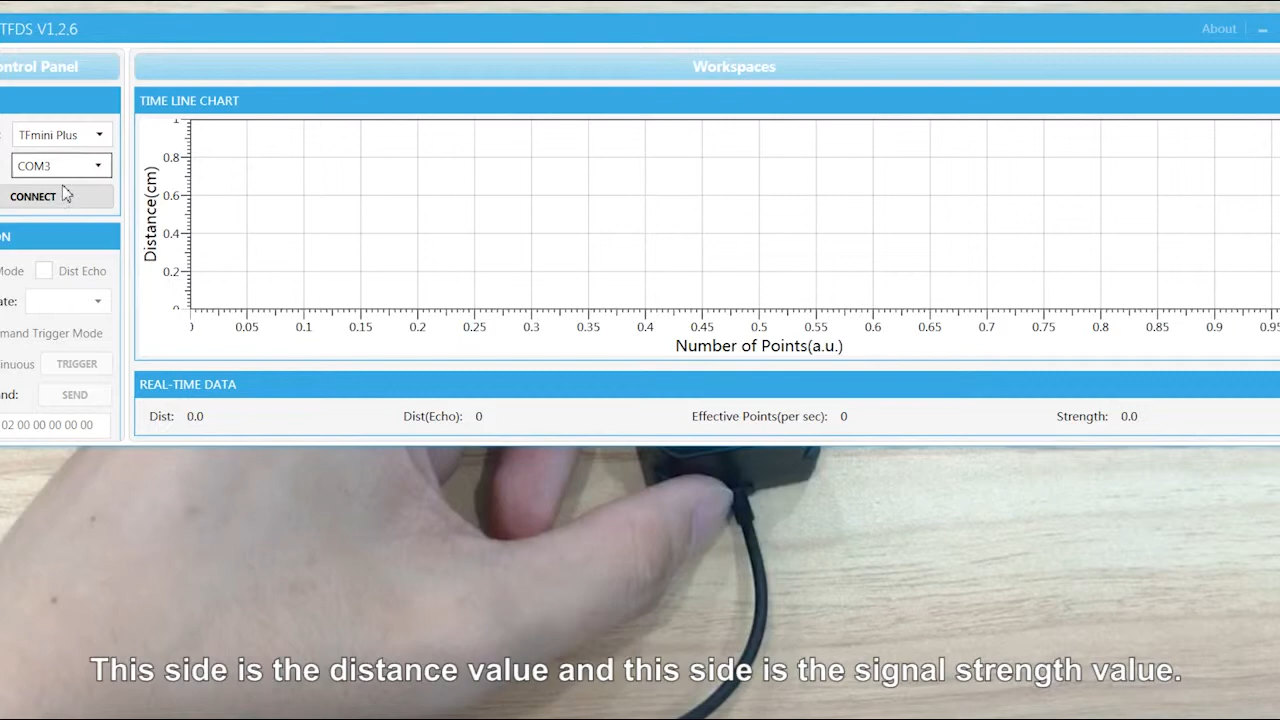 TFDS V1.2.6
About
ontrol Panel
Workspaces
TIME LINE CHART
TFmini Plus
COM3
CONNECT
ON
Mode
Dist Echo
ate:
mand Trigger Mode
inuous
TRIGGER
and:
SEND
02 00 00 00 00 00
Distance(cm)
1
0.8
0.6
0.4
0.2
0
0 0.05 0.1 0.15 0.2 0.25 0.3 0.35 0.4 0.45 0.5 0.55 0.6 0.65 0.7 0.75 0.8 0.85 0.9 0.95
Number of Points(a.u.)
REAL-TIME DATA
Dist: 0.0 Dist(Echo): 0 Effective Points(per sec): 0 Strength: 0.0
This side is the distance value and this side is the signal strength value.